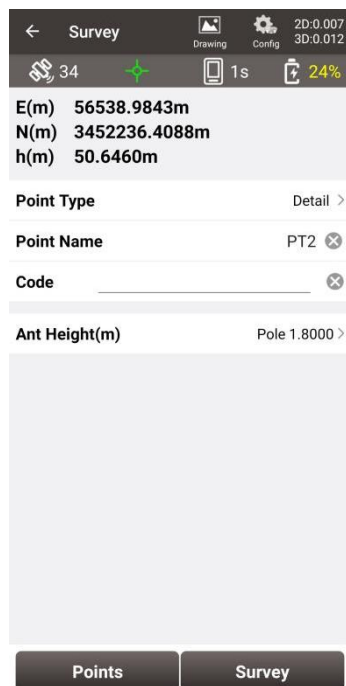 Survey
Drawing
Config
2D:0.007
3D:0.012
34
1s
24%
E(m) 56538.9843m
N(m) 3452236.4088m
h(m) 50.6460m
Point Type Detail
Point Name PT2
Code
Ant Height(m) Pole 1.8000
Points
Survey